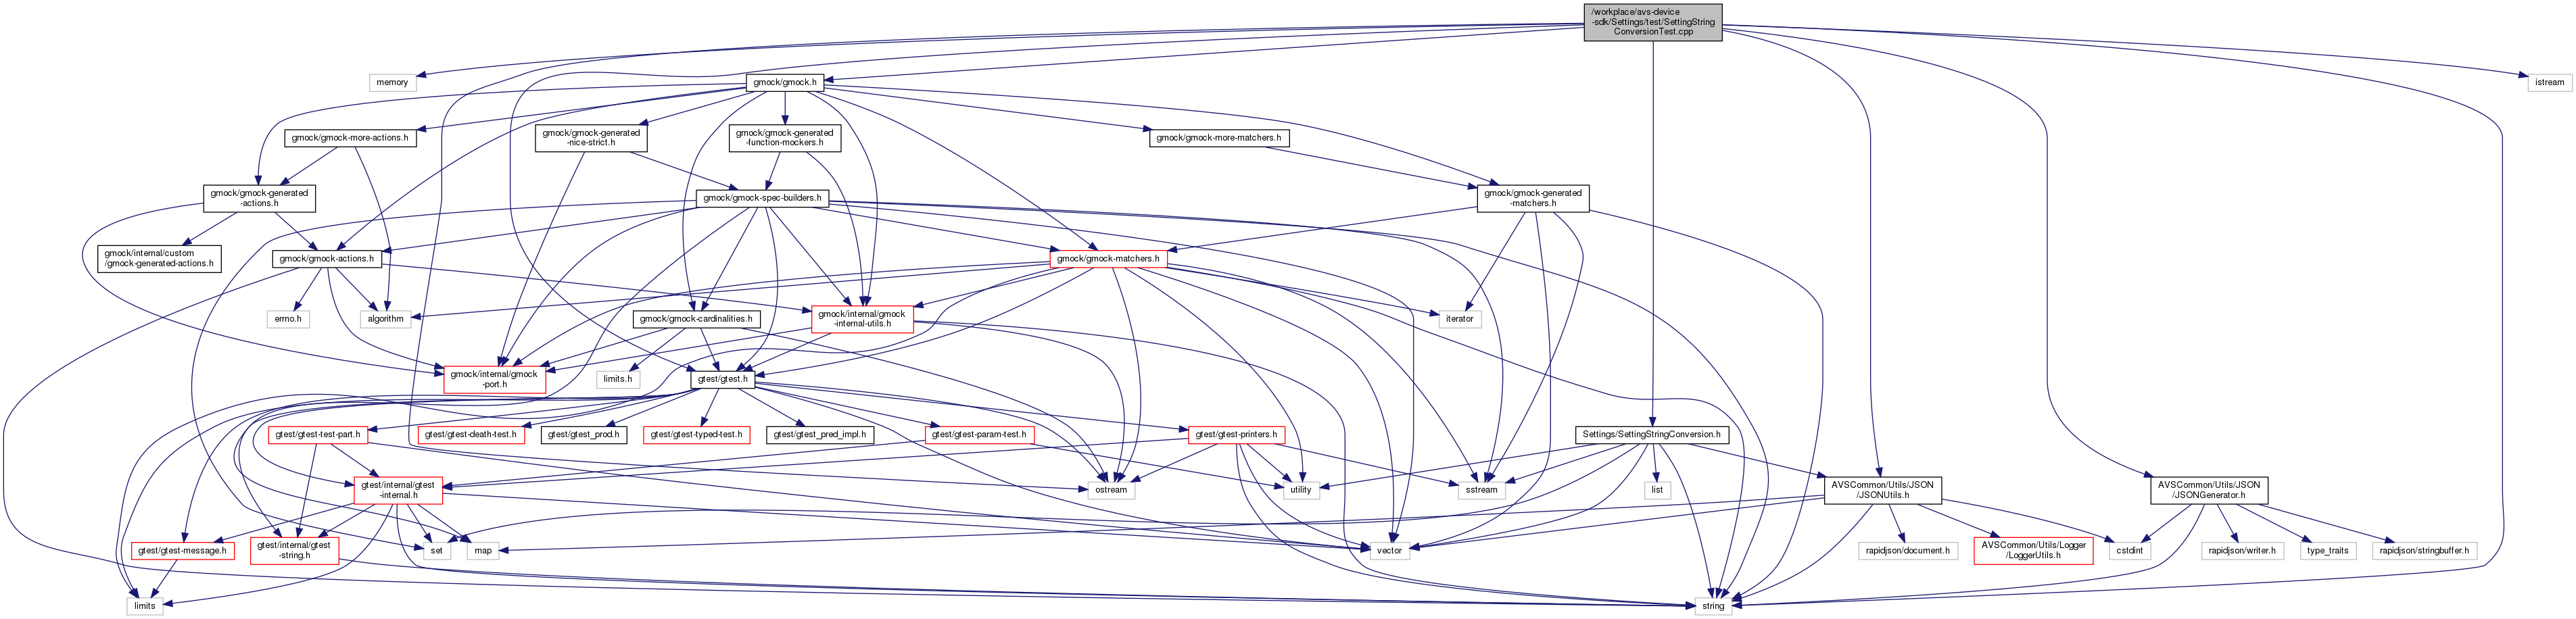 /workplace/avs-device
-sdk/Settings/test/SettingString
ConversionTest.cpp
memory
gmock/gmock.h
istream
gmock/gmock-more-actions.h
gmock/gmock-generated
-nice-strict.h
gmock/gmock-generated
-function-mockers.h
gmock/gmock-more-matchers.h
gmock/gmock-generated
-actions.h
gmock/gmock-spec-builders.h
gmock/gmock-generated
-matchers.h
gmock/internal/custom
/gmock-generated-actions.h
gmock/gmock-actions.h
gmock/gmock-matchers.h
errno.h
algorithm
gmock/gmock-cardinalities.h
gmock/internal/gmock
-internal-utils.h
iterator
gmock/internal/gmock
-port.h
limits.h
gtest/gtest.h
gtest/gtest-test-part.h
gtest/gtest-death-test.h
gtest/gtest_prod.h
gtest/gtest-typed-test.h
gtest/gtest_pred_impl.h
gtest/gtest-param-test.h
gtest/gtest-printers.h
Settings/SettingStringConversion.h
gtest/internal/gtest
-internal.h
ostream
utility
sstream
list
AVSCommon/Utils/JSON
/JSONUtils.h
AVSCommon/Utils/JSON
/JSONGenerator.h
gtest/gtest-message.h
gtest/internal/gtest
-string.h
set
map
vector
rapidjson/document.h
AVSCommon/Utils/Logger
/LoggerUtils.h
cstdint
rapidjson/writer.h
type_traits
rapidjson/stringbuffer.h
limits
string